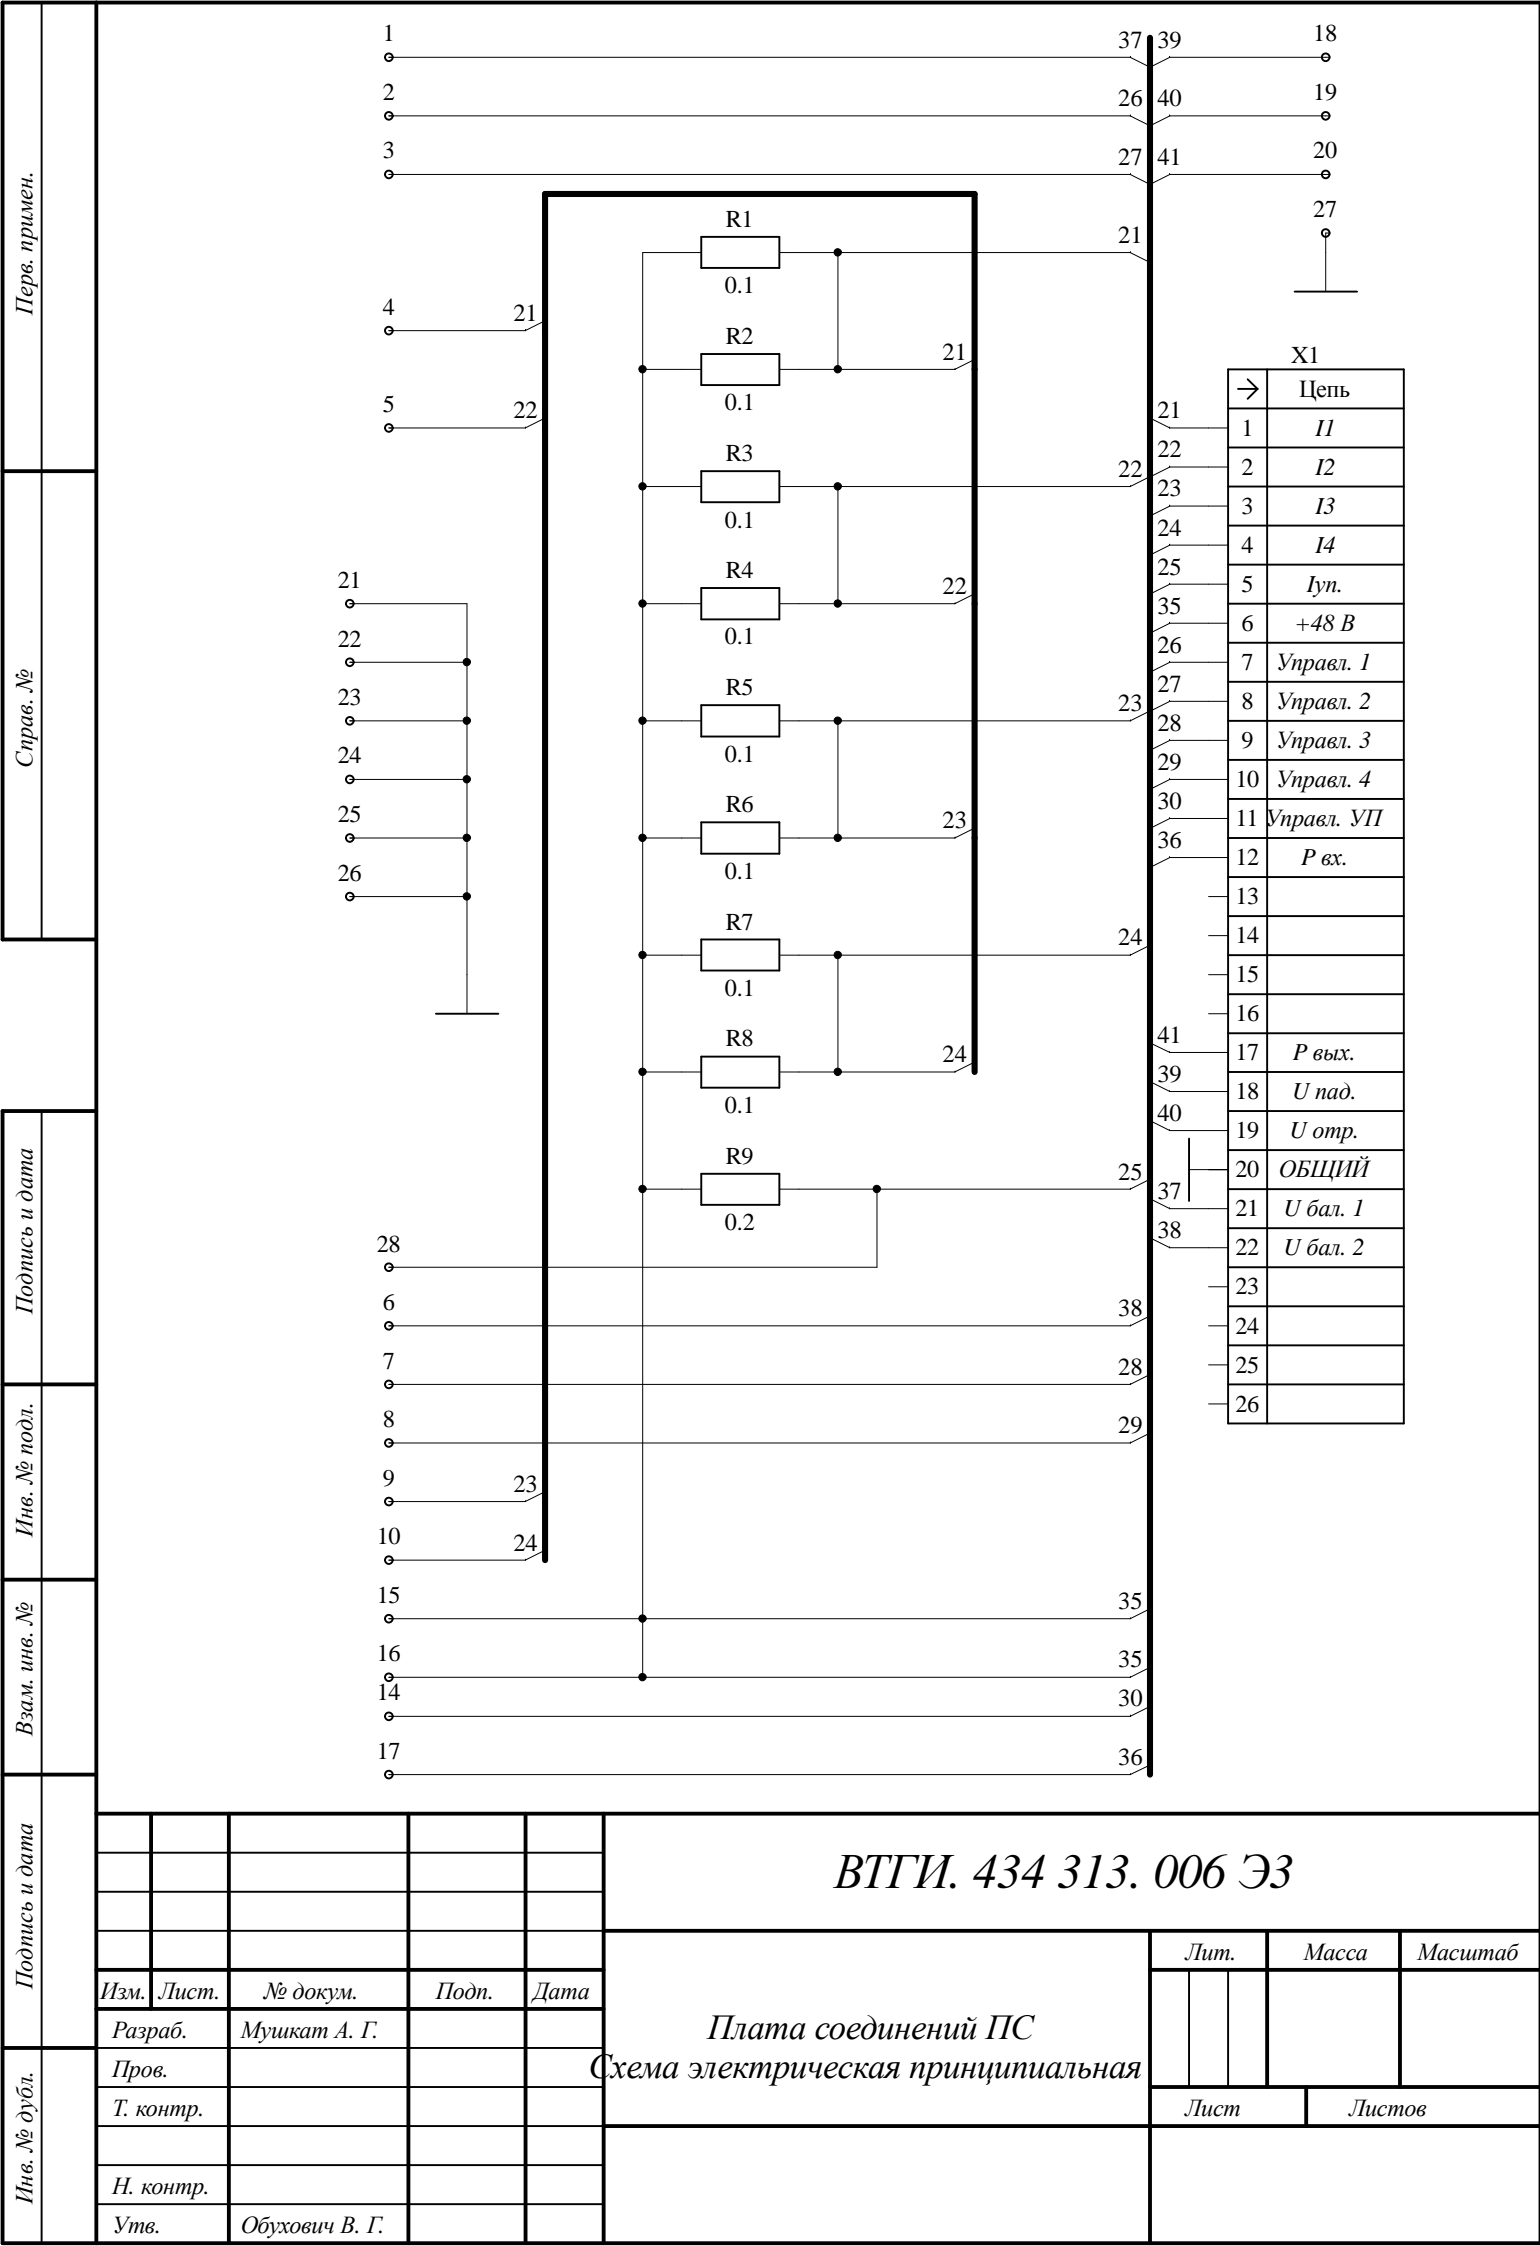 1
37
39
18
2
26
40
19
3
27
41
20
27
R1
0.1
21
4
21
R2
0.1
21
5
22
R3
0.1
22
R4
0.1
22
21
22
23
24
25
26
R5
0.1
23
R6
0.1
23
R7
0.1
24
R8
0.1
24
R9
0.2
25
28
6
38
7
28
8
29
9
23
10
24
15
35
16
35
14
30
17
36
X1
Цепь
21 1 I1
22 2 I2
23 3 I3
24 4 I4
25 5 Iуп.
35 6 +48 В
26 7 Управл. 1
27 8 Управл. 2
28 9 Управл. 3
29 10 Управл. 4
30 11 Управл. УП
36 12 Р вх.
13
14
15
16
41 17 Р вых.
39 18 U пад.
40 19 U отр.
20 ОБЩИЙ
37 21 U бал. 1
38 22 U бал. 2
23
24
25
26
Перв. примен.
Справ. №
Подпись и дата
Инв. № подл.
Взам. инв. №
Подпись и дата
Инв. № дубл.
ВТГИ. 434 313. 006 Э3
Изм. Лист. № докум. Подп. Дата
Разраб. Мушкат А. Г.
Пров.
Т. контр.
Н. контр.
Утв. Обухович В. Г.
Плата соединений ПС
Схема электрическая принципиальная
Лит. Масса Масштаб
Лист Листов